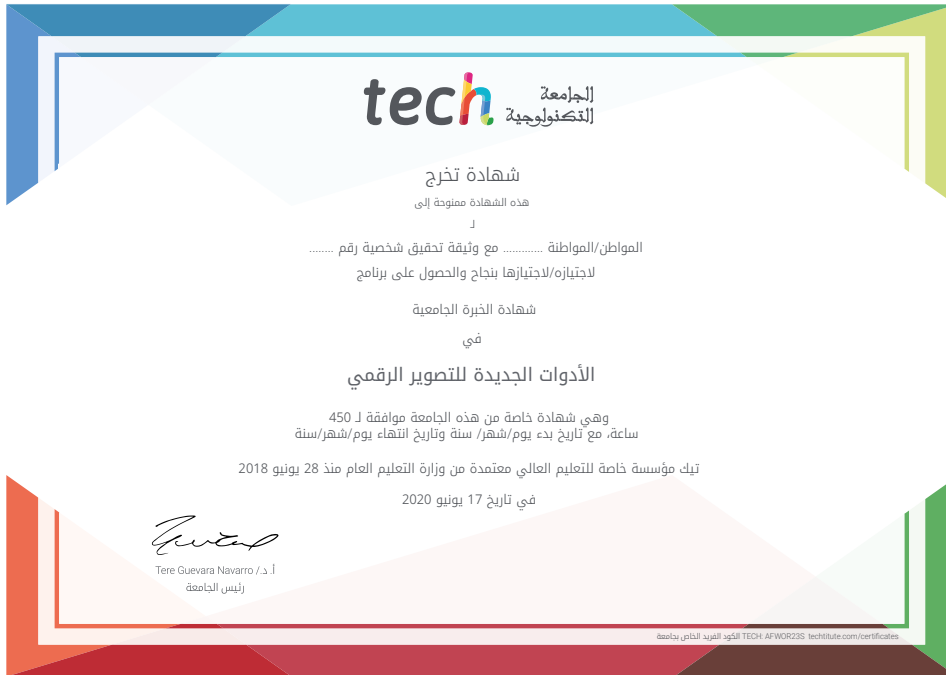 tech الجامعة
التكنولوجية
شهادة تخرج
هذه الشهادة ممنوحة إلى
لـ
المواطن/المواطنة ............. مع وثيقة تحقيق شخصية رقم ........
لاجتيازه/لاجتيازها بنجاح والحصول على برنامج
شهادة الخبرة الجامعية
في
الأدوات الجديدة للتصوير الرقمي
وهي شهادة خاصة من هذه الجامعة موافقة لـ 450
ساعة، مع تاريخ بدء يوم/شهر/ سنة وتاريخ انتهاء يوم/شهر/سنة
تيك مؤسسة خاصة للتعليم العالي معتمدة من وزارة التعليم العام منذ 28 يونيو 2018
في تاريخ 17 يونيو 2020
أ. د./ Tere Guevara Navarro
رئيس الجامعة
الكود الفريد الخاص بجامعة TECH: AFWOR23S techtitute.com/certificates